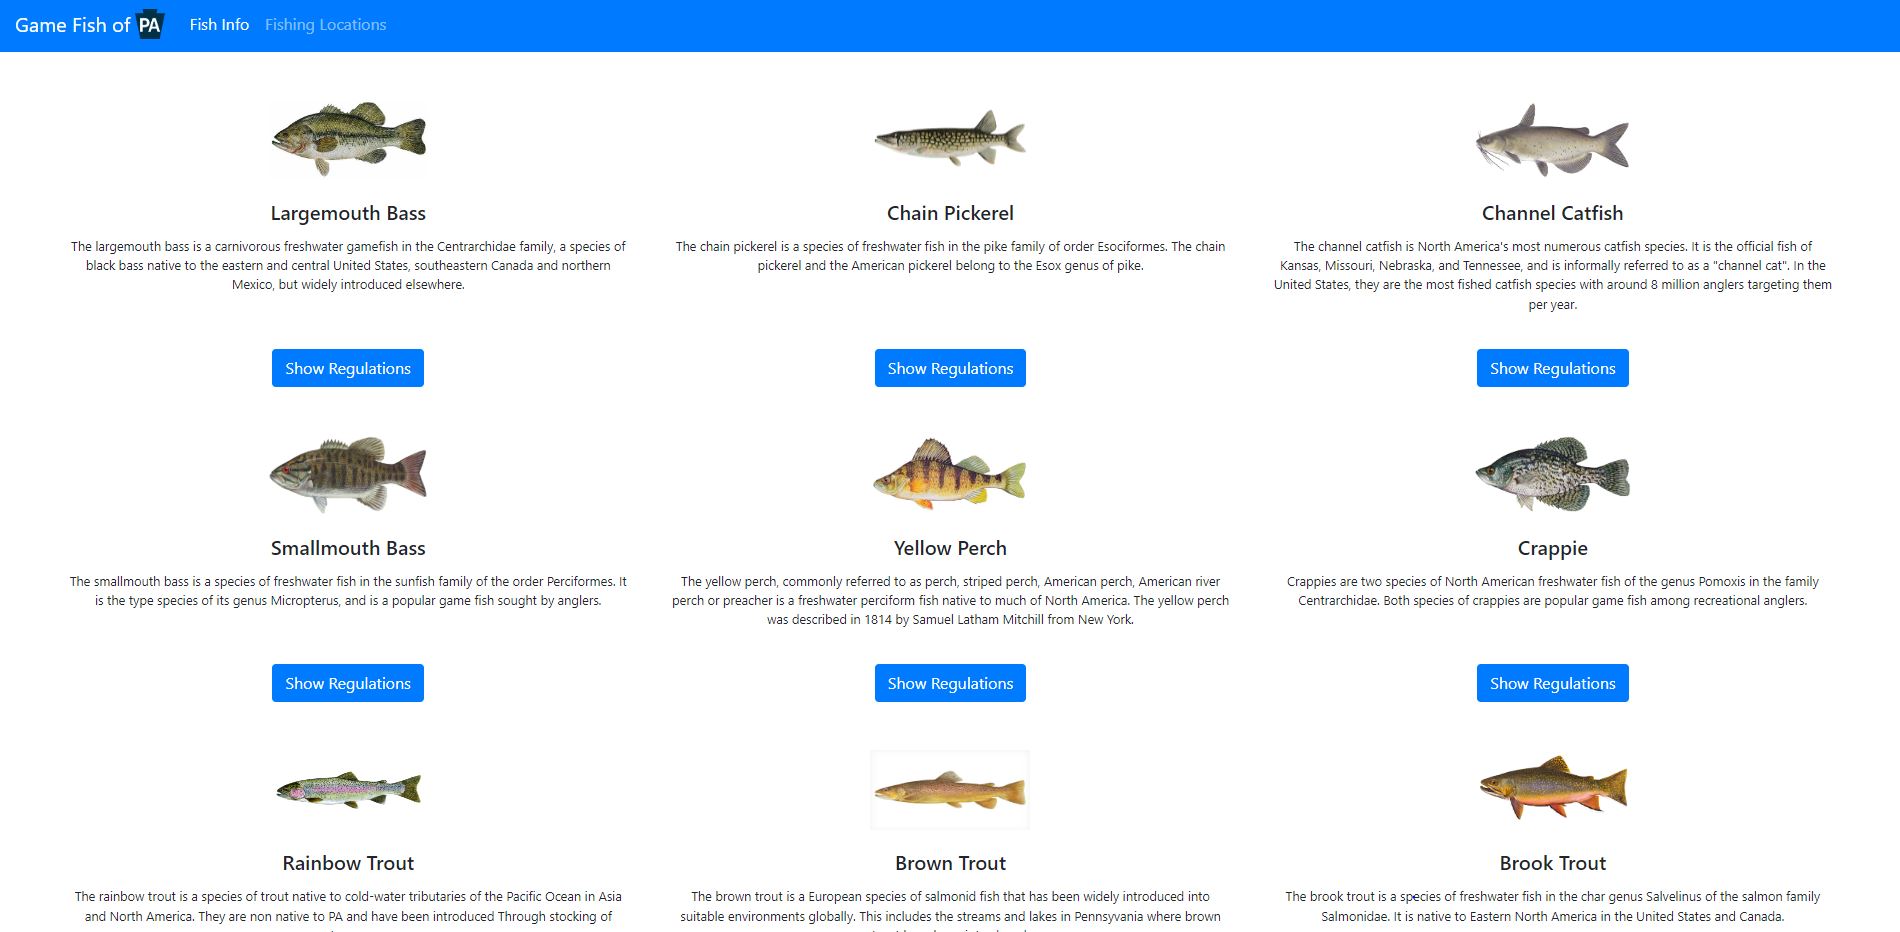 Game Fish of PA Fish Info Fishing Locations
Largemouth Bass
The largemouth bass is a carnivorous freshwater gamefish in the Centrarchidae family, a species of
black bass native to the eastern and central United States, southeastern Canada and northern
Mexico, but widely introduced elsewhere.
Show Regulations
Chain Pickerel
The chain pickerel is a species of freshwater fish in the pike family of order Esociformes. The chain
pickerel and the American pickerel belong to the Esox genus of pike.
Show Regulations
Channel Catfish
The channel catfish is North America's most numerous catfish species. It is the official fish of
Kansas, Missouri, Nebraska, and Tennessee, and is informally referred to as a "channel cat". In the
United States, they are the most fished catfish species with around 8 million anglers targeting them
per year.
Show Regulations
Smallmouth Bass
The smallmouth bass is a species of freshwater fish in the sunfish family of the order Perciformes. It
is the type species of its genus Micropterus, and is a popular game fish sought by anglers.
Show Regulations
Yellow Perch
The yellow perch, commonly referred to as perch, striped perch, American perch, American river
perch or preacher is a freshwater perciform fish native to much of North America. The yellow perch
was described in 1814 by Samuel Latham Mitchill from New York.
Show Regulations
Crappie
Crappies are two species of North American freshwater fish of the genus Pomoxis in the family
Centrarchidae. Both species of crappies are popular game fish among recreational anglers.
Show Regulations
Rainbow Trout
The rainbow trout is a species of trout native to cold-water tributaries of the Pacific Ocean in Asia
and North America. They are non native to PA and have been introduced Through stocking of
Brown Trout
The brown trout is a European species of salmonid fish that has been widely introduced into
suitable environments globally. This includes the streams and lakes in Pennsyvania where brown
Brook Trout
The brook trout is a species of freshwater fish in the char genus Salvelinus of the salmon family
Salmonidae. It is native to Eastern North America in the United States and Canada.